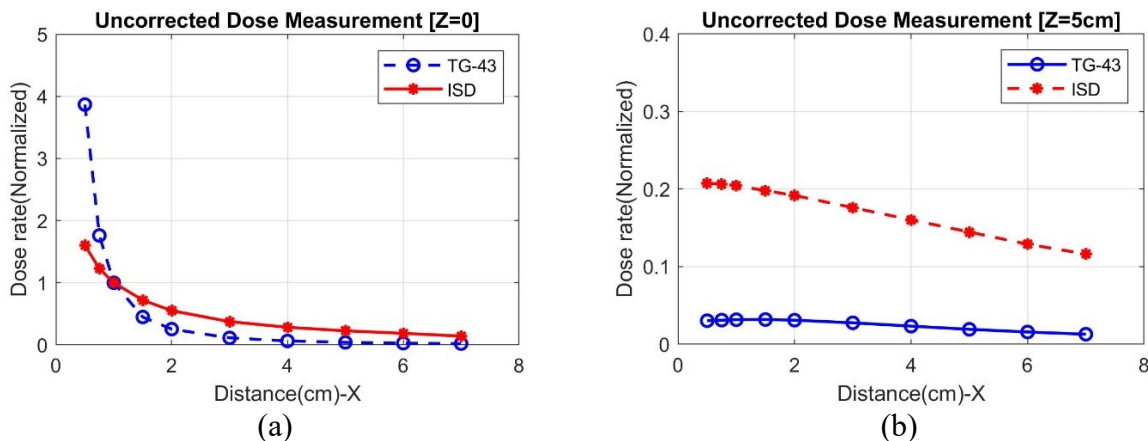 Uncorrected Dose Measurement [Z=0]
5
4
3
2
1
0
Dose rate(Normalized)
TG-43
ISD
0 2 4 6 8
Distance(cm)-X
(a)
Uncorrected Dose Measurement [Z=5cm]
0.4
0.3
0.2
0.1
0
Dose rate(Normalized)
TG-43
ISD
0 2 4 6 8
Distance(cm)-X
(b)